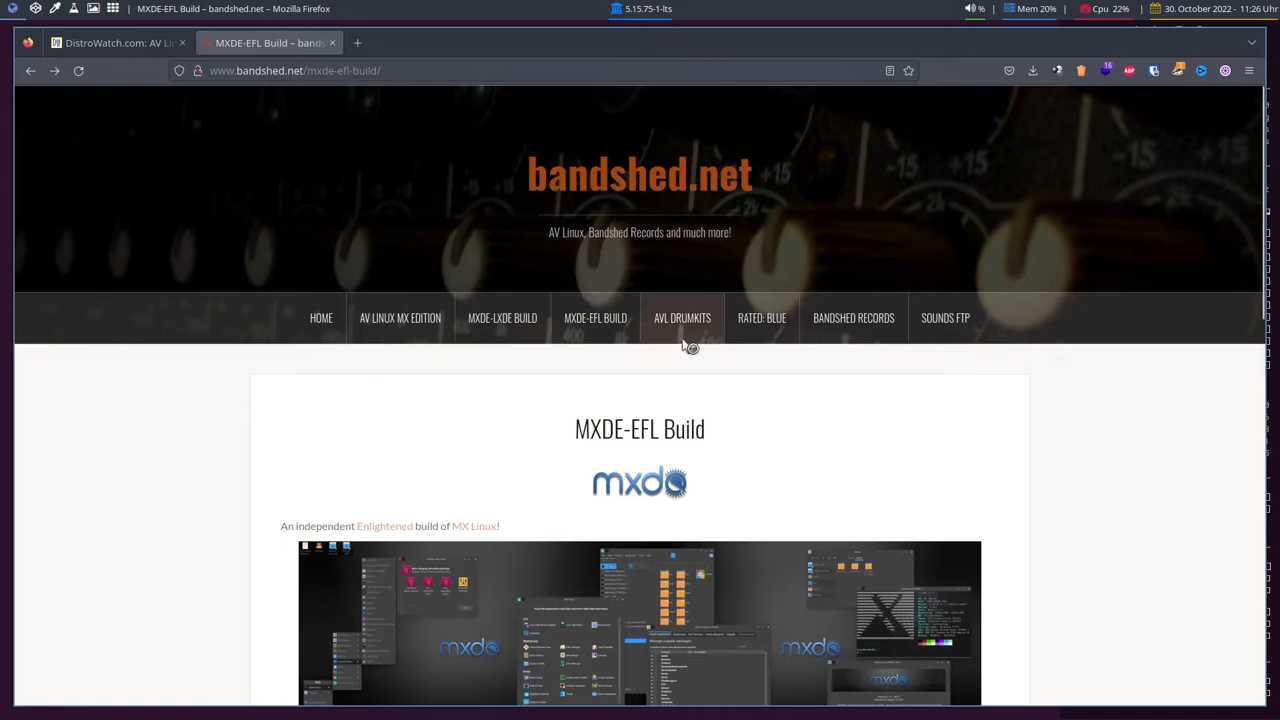 MXDE-EFL Build – bandshed.net – Mozilla Firefox
5.15.75-1-lts
%
Mem 20%
Cpu 22%
30. October 2022 - 11:26 Uhr
DistroWatch.com: AV Li
MXDE-EFL Build – bands
www.bandshed.net/mxde-efl-build/
16
ABP
bandshed.net
AV Linux, Bandshed Records and much more!
HOME
AV LINUX MX EDITION
MXDE-LXDE BUILD
MXDE-EFL BUILD
AVL DRUMKITS
RATED: BLUE
BANDSHED RECORDS
SOUNDS FTP
MXDE-EFL Build
mxde
An independent Enlightened build of MX Linux!